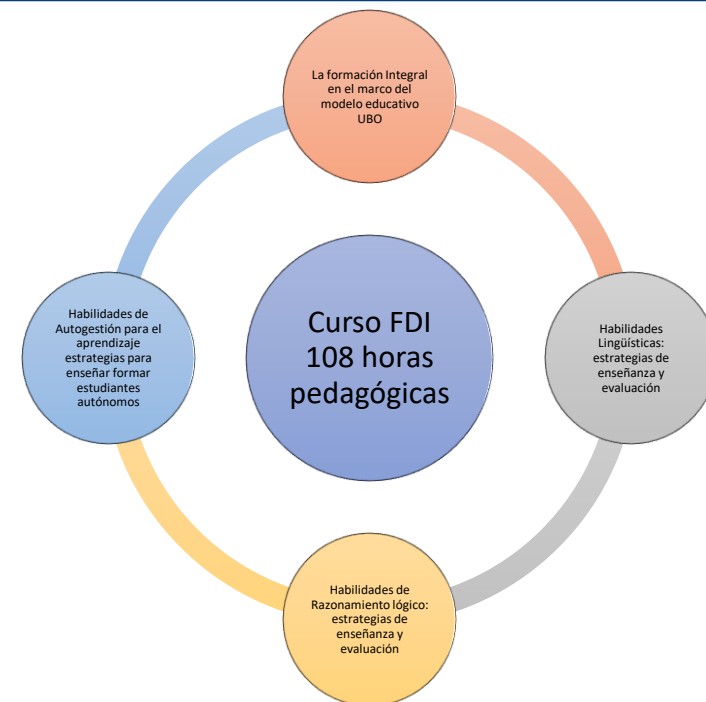 La formación Integral
en el marco del
modelo educativo
UBO
Curso FDI
108 horas
pedagógicas
Habilidades de
Autogestión para el
aprendizaje
estrategias para
enseñar formar
estudiantes
autónomos
Habilidades
Lingüísticas:
estrategias de
enseñanza y
evaluación
Habilidades de
Razonamiento lógico:
estrategias de
enseñanza y
evaluación